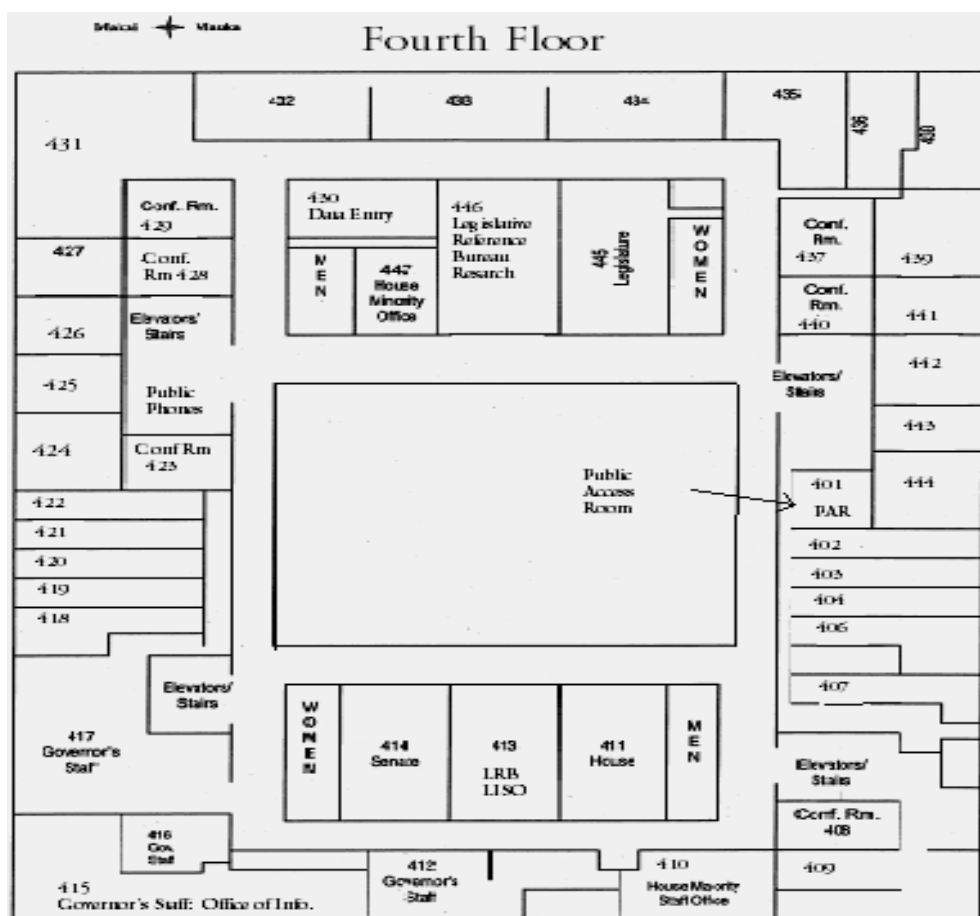 Makai Mauka
Fourth Floor
432
433
434
435
436
438
431
Conf. Rm.
429
430
Data Entry
446
Legislative
Reference
Bureau
Resarch
445
Legislature
WOMEN
Conf.
Rm.
437
439
427
Conf.
Rm 428
MEN
447
House
Minority
Office
Conf.
Rm.
440
441
426
Elevators/
Stairs
Elevators/
Stairs
442
425
Public
Phones
443
424
Conf Rm
423
Public
Access
Room
401
PAR
444
422
402
421
403
420
404
419
406
418
407
Elevators/
Stairs
417
Governor's
Staff
WOMEN
414
Senate
413
LRB
LISO
411
House
MEN
Elevators/
Stairs
Conf. Rm.
408
416
Gov.
Staff
412
Governor's
Staff
410
House Minority
Staff Office
409
415
Governor's Staff: Office of Info.